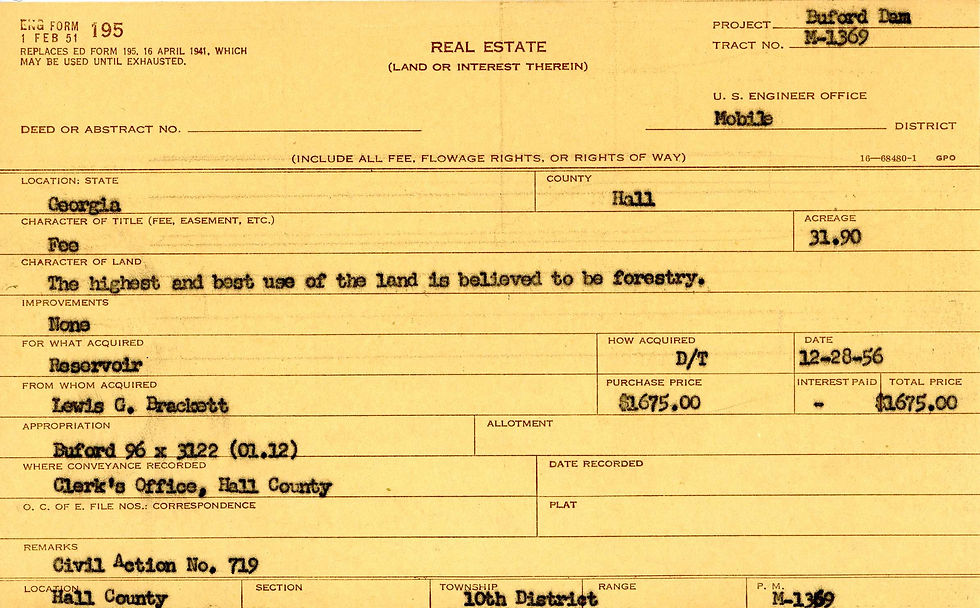 ENG FORM 195
1 FEB 51
REPLACES ED FORM 195, 16 APRIL 1941, WHICH
MAY BE USED UNTIL EXHAUSTED.
REAL ESTATE
(LAND OR INTEREST THEREIN)
PROJECT Buford Dam
TRACT NO. M-1369
U. S. ENGINEER OFFICE
Mobile DISTRICT
DEED OR ABSTRACT NO.
(INCLUDE ALL FEE, FLOWAGE RIGHTS, OR RIGHTS OF WAY)
16—68480-1 GPO
LOCATION: STATE
Georgia
COUNTY
Hall
CHARACTER OF TITLE (FEE, EASEMENT, ETC.)
Fee
ACREAGE
31.90
CHARACTER OF LAND
The highest and best use of the land is believed to be forestry.
IMPROVEMENTS
None
FOR WHAT ACQUIRED
Reservoir
HOW ACQUIRED
D/T
DATE
12-28-56
FROM WHOM ACQUIRED
Lewis G. Brackett
PURCHASE PRICE
$1675.00
INTEREST PAID
-
TOTAL PRICE
$1675.00
APPROPRIATION
Buford 96 x 3122 (01.12)
ALLOTMENT
WHERE CONVEYANCE RECORDED
Clerk's Office, Hall County
DATE RECORDED
O. C. OF E. FILE NOS.: CORRESPONDENCE
PLAT
REMARKS
Civil Action No. 719
LOCATION
Hall County
SECTION
TOWNSHIP
10th District
RANGE
P. M.
M-1369